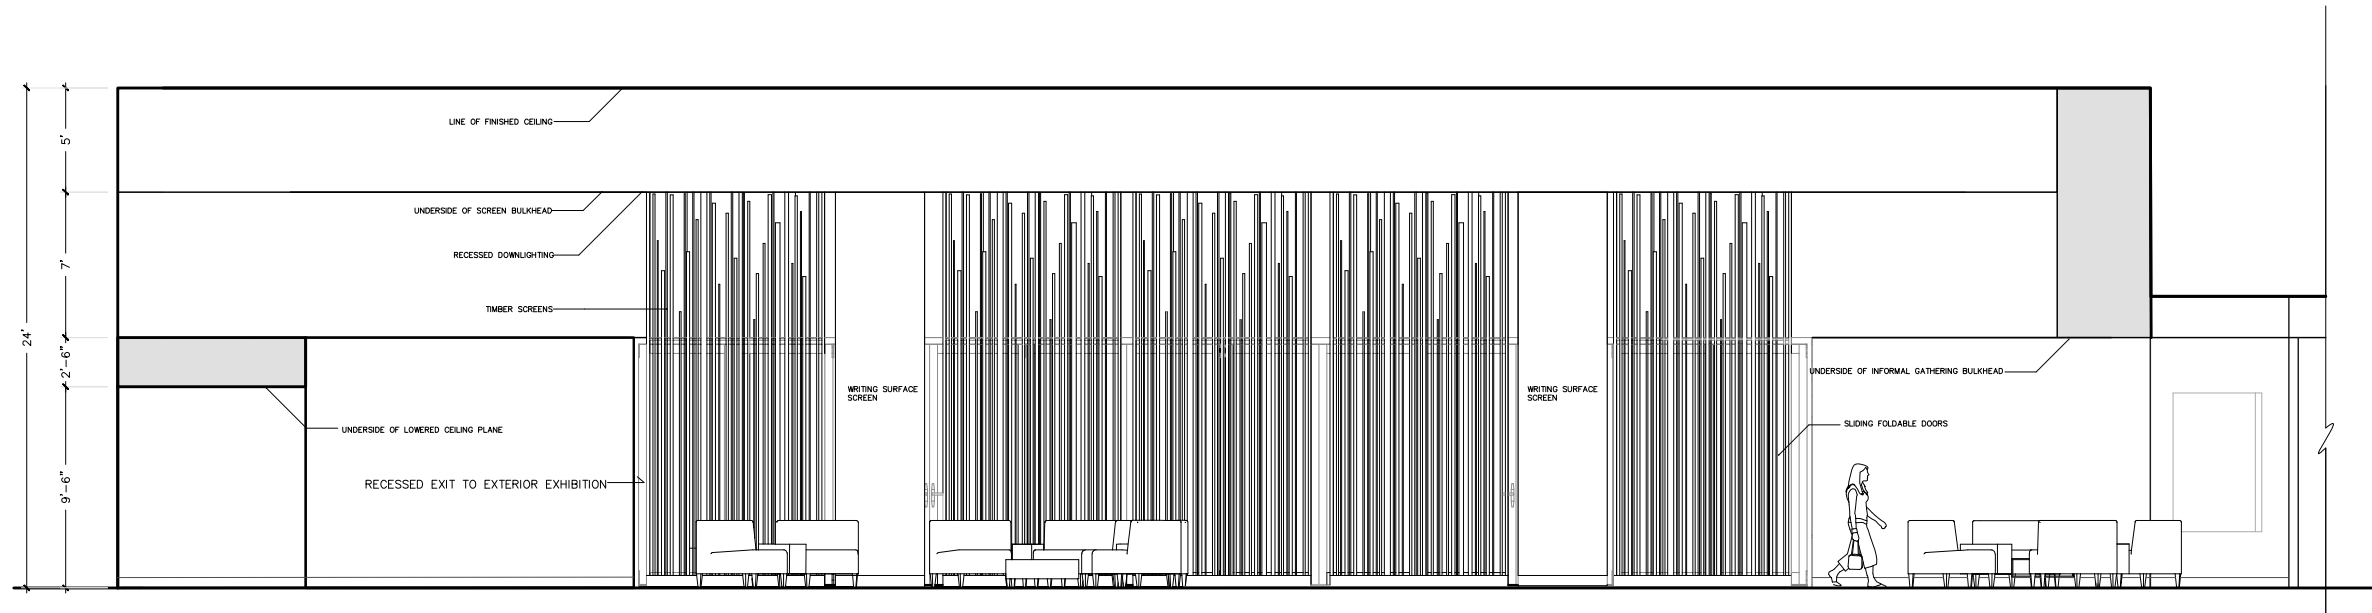 LINE OF FINISHED CEILING
5'
UNDERSIDE OF SCREEN BULKHEAD
RECESSED DOWNLIGHTING
7'
TIMBER SCREENS
24'
2'-6"
WRITING SURFACE
SCREEN
WRITING SURFACE
SCREEN
UNDERSIDE OF INFORMAL GATHERING BULKHEAD
UNDERSIDE OF LOWERED CEILING PLANE
SLIDING FOLDABLE DOORS
9'-6"
RECESSED EXIT TO EXTERIOR EXHIBITION